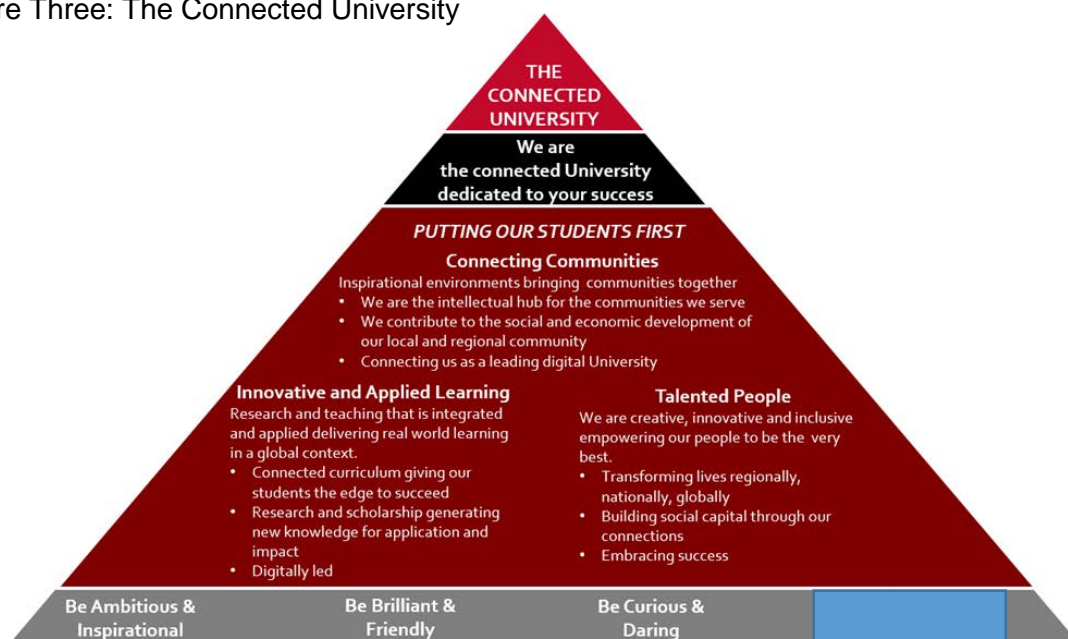 re Three: The Connected University
THE
CONNECTED
UNIVERSITY
We are
the connected University
dedicated to your success
PUTTING OUR STUDENTS FIRST
Connecting Communities
Inspirational environments bringing communities together
• We are the intellectual hub for the communities we serve
• We contribute to the social and economic development of
our local and regional community
• Connecting us as a leading digital University
Innovative and Applied Learning
Research and teaching that is integrated
and applied delivering real world learning
in a global context.
• Connected curriculum giving our
students the edge to succeed
• Research and scholarship generating
new knowledge for application and
impact
• Digitally led
Talented People
We are creative, innovative and inclusive
empowering our people to be the very
best.
• Transforming lives regionally,
nationally, globally
• Building social capital through our
connections
• Embracing success
Be Ambitious &
Inspirational
Be Brilliant &
Friendly
Be Curious &
Daring